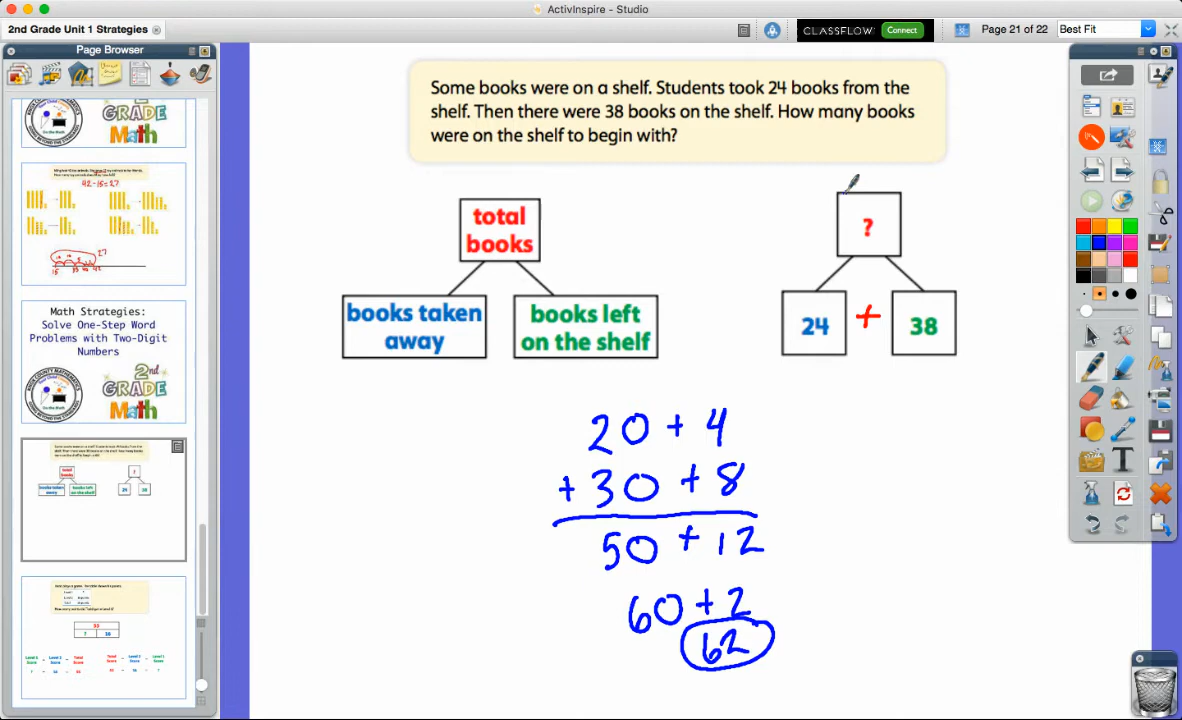 ActivInspire - Studio
2nd Grade Unit 1 Strategies
CLASSFLOW Connect
Page 21 of 22
Best Fit
Page Browser
GRADE
Math
42-15=27
Math Strategies:
Solve One-Step Word
Problems with Two-Digit
Numbers
2nd
GRADE
Math
Some books were on a shelf. Students took 24 books from the
shelf. Then there were 38 books on the shelf. How many books
were on the shelf to begin with?
total
books
books taken
away
books left
on the shelf
?
24
+
38
20 + 4
+ 30 + 8
50 + 12
60 + 2
62